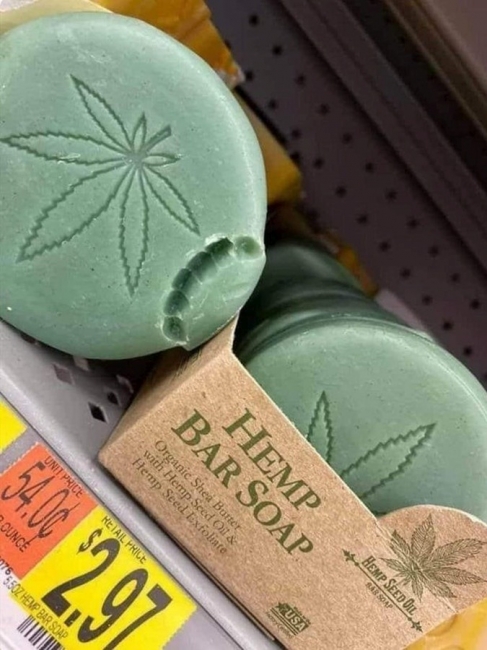 HEMP
BAR SOAP
Organic Shea Butter
with Hemp Seed Oil &
Hemp Seed Exfoliate
HEMP SEED OIL
BAR SOAP
USA
UNIT PRICE
54.0¢
OUNCE
RETAIL PRICE
$2.97
5.5OZ HEMP BAR SOAP